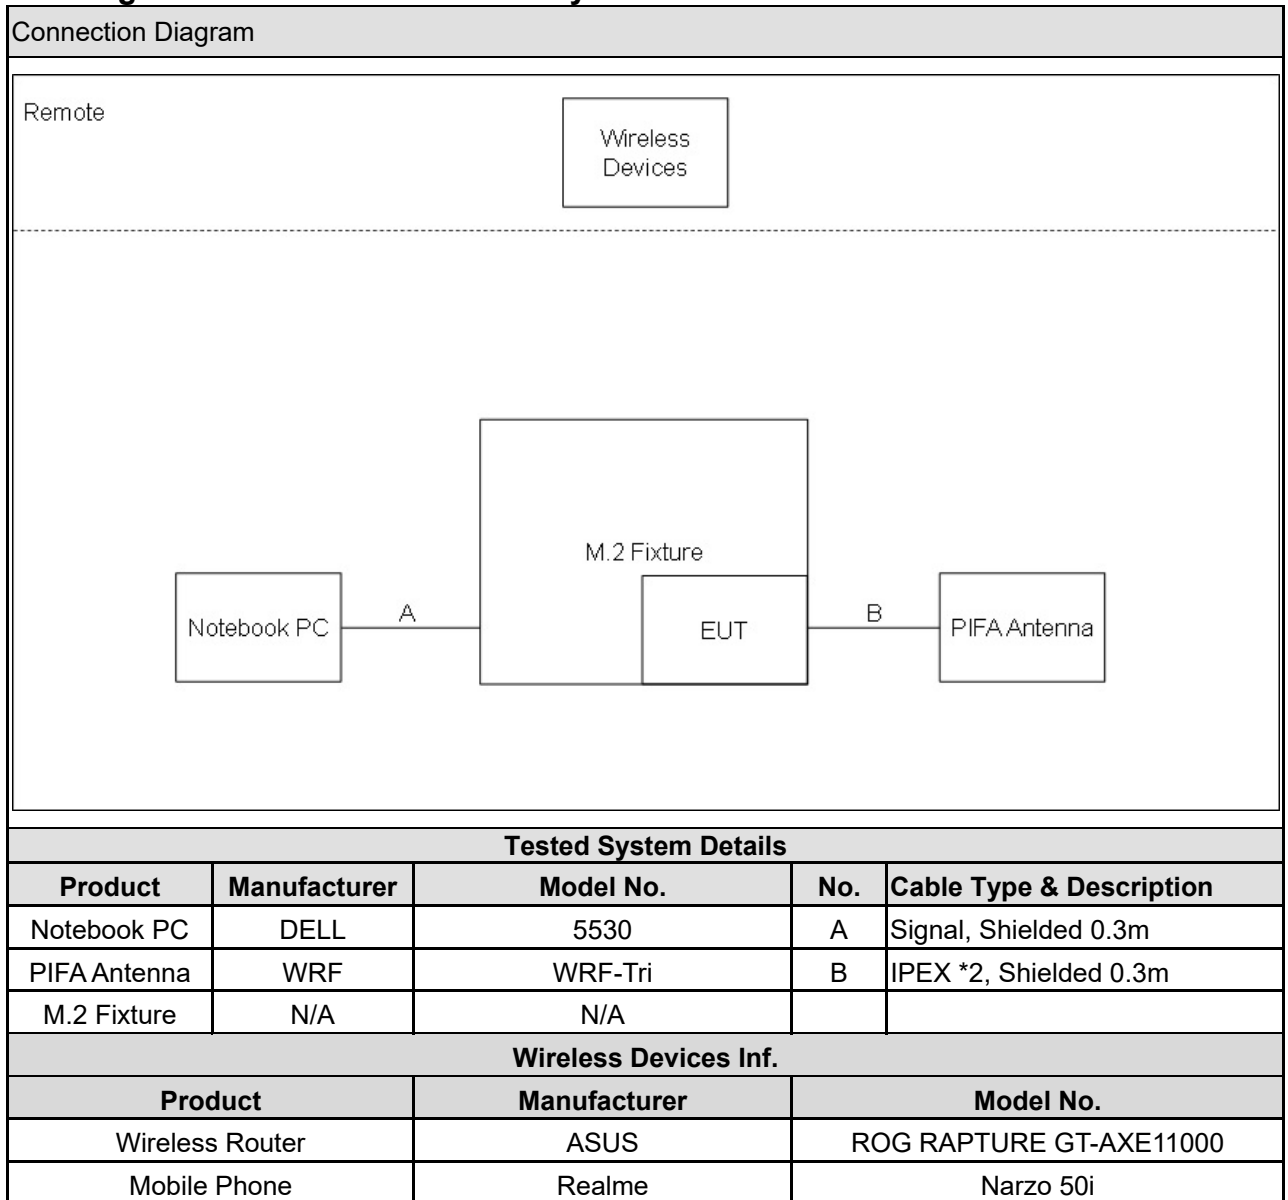 Connection Diagram
Remote
Wireless
Devices
M.2 Fixture
Notebook PC
A
EUT
B
PIFA Antenna
Tested System Details
Product Manufacturer Model No. No. Cable Type & Description
Notebook PC DELL 5530 A Signal, Shielded 0.3m
PIFA Antenna WRF WRF-Tri B IPEX *2, Shielded 0.3m
M.2 Fixture N/A N/A
Wireless Devices Inf.
Product Manufacturer Model No.
Wireless Router ASUS ROG RAPTURE GT-AXE11000
Mobile Phone Realme Narzo 50i